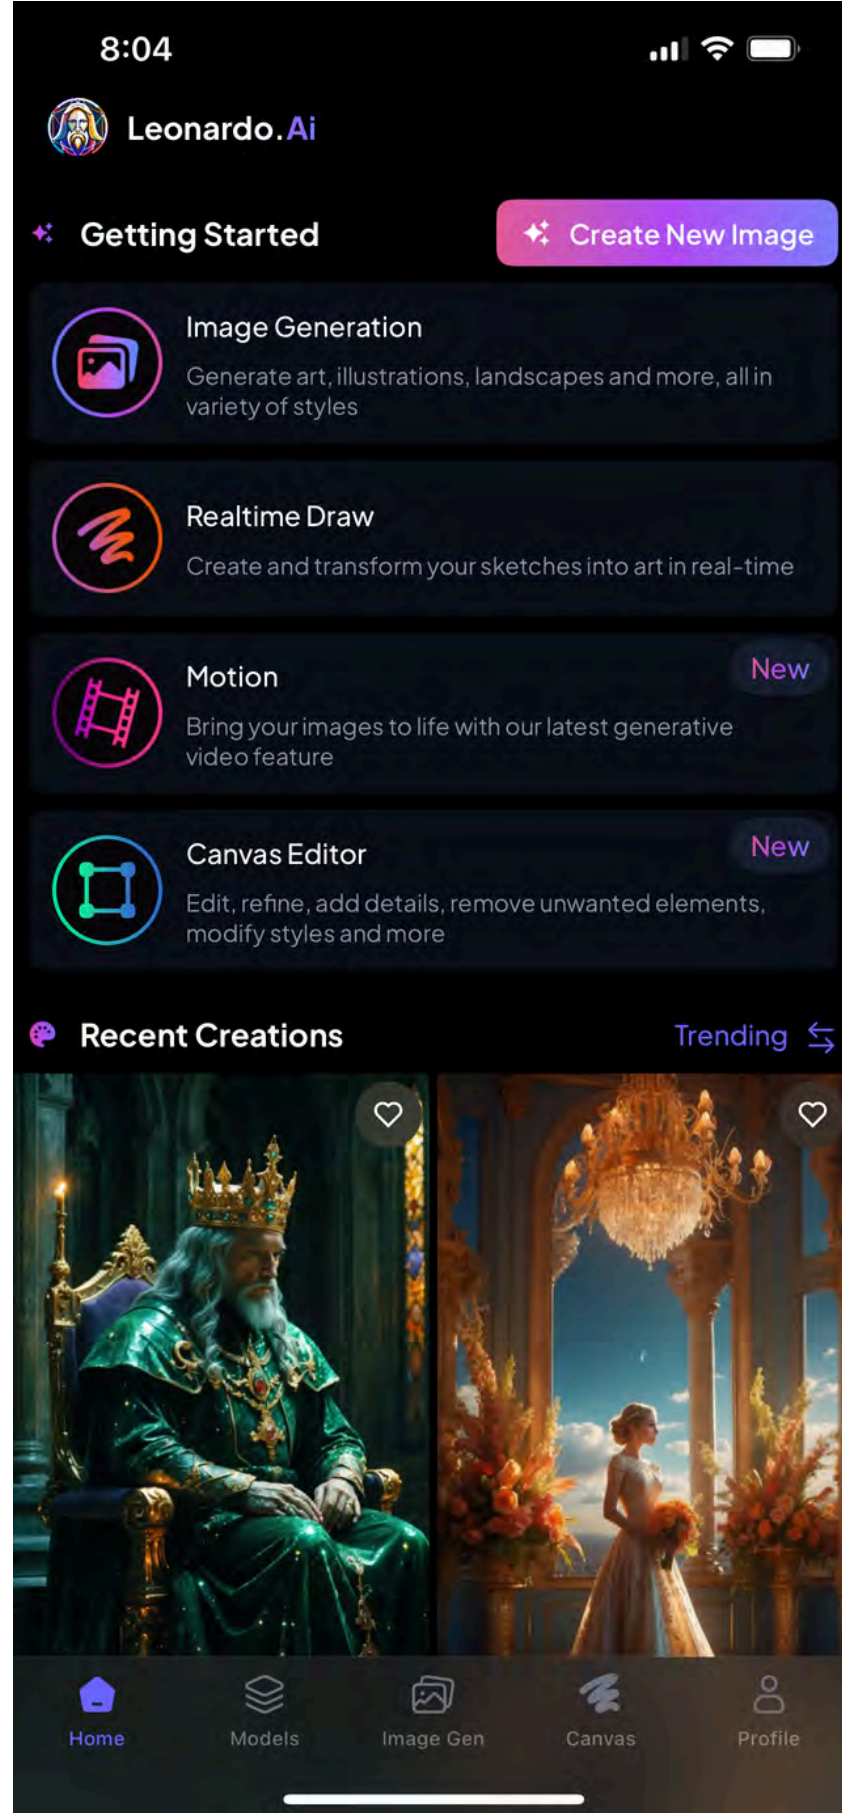 8:04
Leonardo.Ai
Getting Started
Create New Image
Image Generation
Generate art, illustrations, landscapes and more, all in
variety of styles
Realtime Draw
Create and transform your sketches into art in real-time
Motion
New
Bring your images to life with our latest generative
video feature
Canvas Editor
New
Edit, refine, add details, remove unwanted elements,
modify styles and more
Recent Creations
Trending
Home
Models
Image Gen
Canvas
Profile